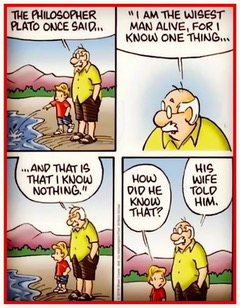 THE PHILOSOPHER
PLATO ONCE SAID...
"I AM THE WISEST
MAN ALIVE, FOR I
KNOW ONE THING...
...AND THAT IS
THAT I KNOW
NOTHING."
HOW
DID HE
KNOW
THAT?
HIS
WIFE
TOLD
HIM.